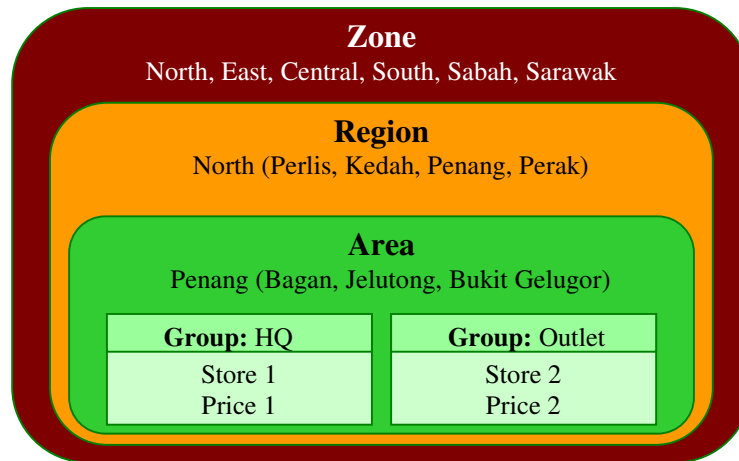 Zone
North, East, Central, South, Sabah, Sarawak
Region
North (Perlis, Kedah, Penang, Perak)
Area
Penang (Bagan, Jelutong, Bukit Gelugor)
Group: HQ
Store 1
Price 1
Group: Outlet
Store 2
Price 2